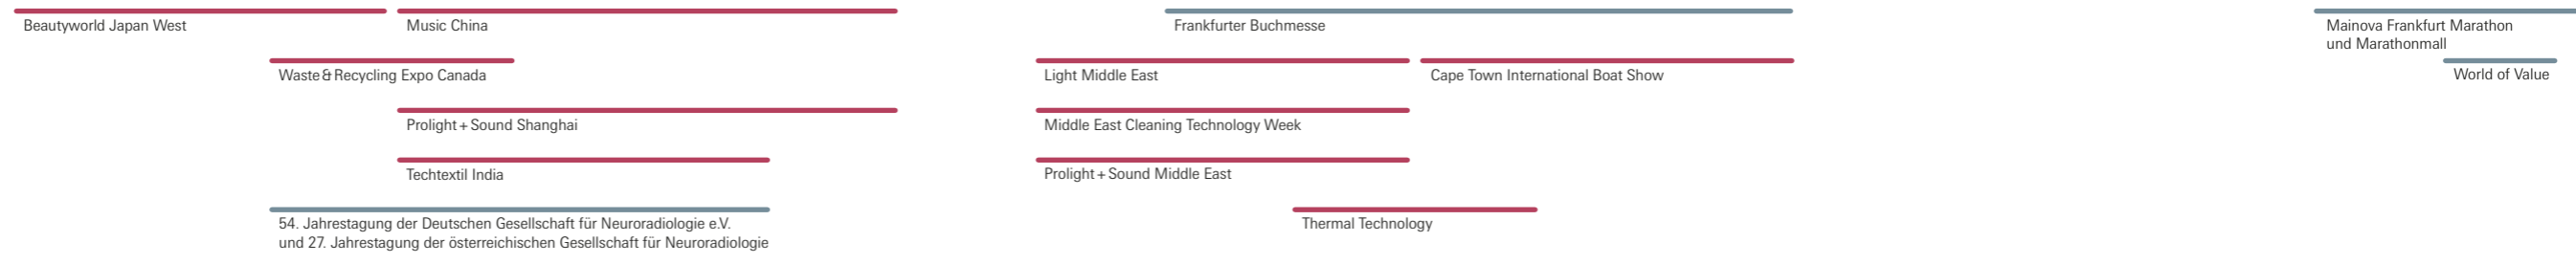 Beautyworld Japan West
Music China
Frankfurter Buchmesse
Mainova Frankfurt Marathon
und Marathonmall
Waste & Recycling Expo Canada
Light Middle East
Cape Town International Boat Show
World of Value
Prolight + Sound Shanghai
Middle East Cleaning Technology Week
Techtextil India
Prolight + Sound Middle East
54. Jahrestagung der Deutschen Gesellschaft für Neuroradiologie e.V.
und 27. Jahrestagung der österreichischen Gesellschaft für Neuroradiologie
Thermal Technology